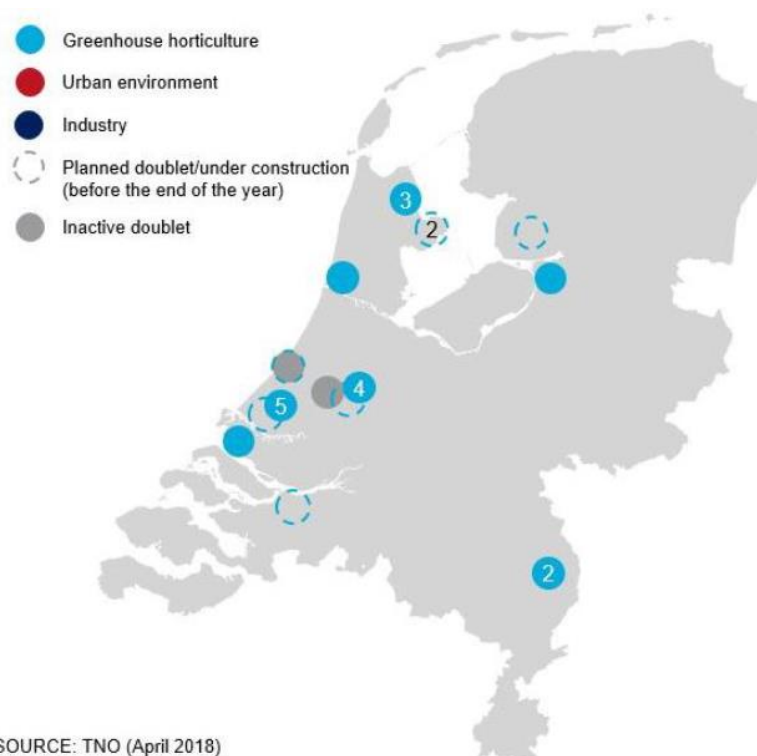 Greenhouse horticulture
Urban environment
Industry
Planned doublet/under construction
(before the end of the year)
Inactive doublet
3
2
4
5
2
SOURCE: TNO (April 2018)